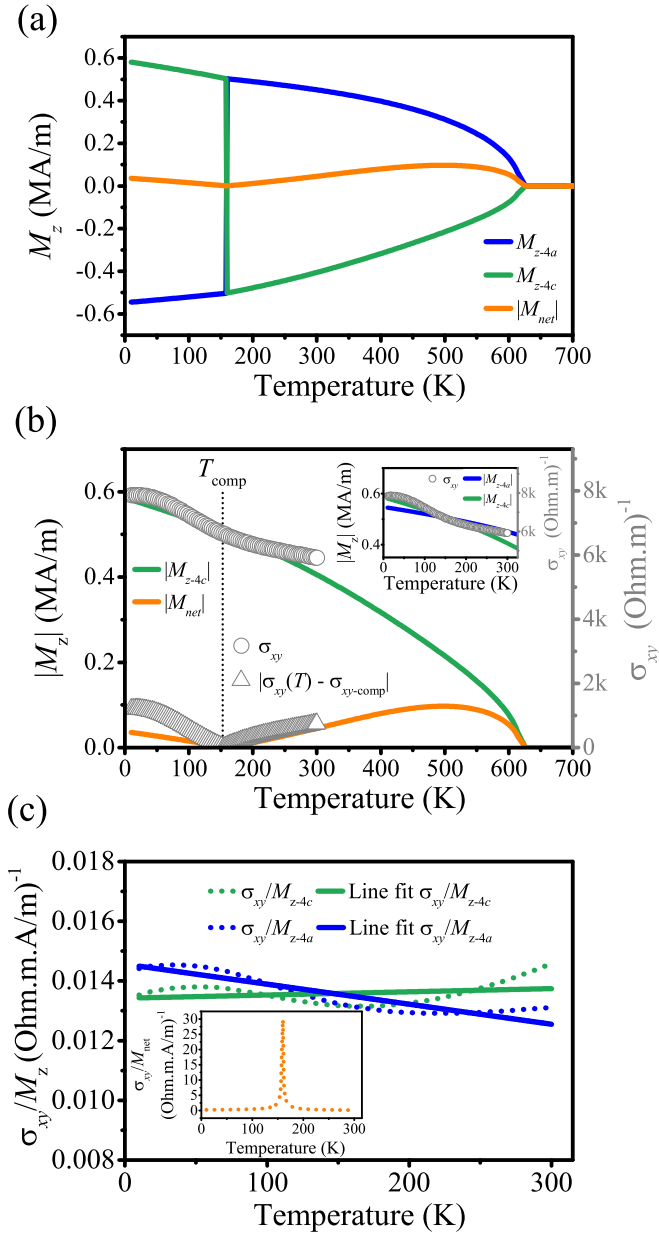 (a)
0.6
0.4
0.2
0.0
-0.2
-0.4
-0.6
M_z (MA/m)
M_z-4a
M_z-4c
|M_net|
0 100 200 300 400 500 600 700
Temperature (K)
(b)
T_comp
0.6
0.4
0.2
0.0
|M_z| (MA/m)
|M_z-4c|
|M_net|
σ_xy
|σ_xy(T) - σ_xy-comp|
8k
6k
4k
2k
0
σ_xy (Ohm.m)^-1
0 100 200 300 400 500 600 700
Temperature (K)
σ_xy |M_z-4a|
|M_z-4c|
0.6
0.4
|M_z| (MA/m)
8k
6k
σ_xy (Ohm.m)^-1
0 100 200 300
Temperature (K)
(c)
0.018
0.016
0.014
0.012
0.010
0.008
σ_xy/M_z (Ohm.m.A/m)^-1
σ_xy/M_z-4c Line fit σ_xy/M_z-4c
σ_xy/M_z-4a Line fit σ_xy/M_z-4a
30
25
20
15
10
5
0
σ_xy/M_net
(Ohm.m.A/m)^-1
0 100 200 300
Temperature (K)
0 100 200 300
Temperature (K)